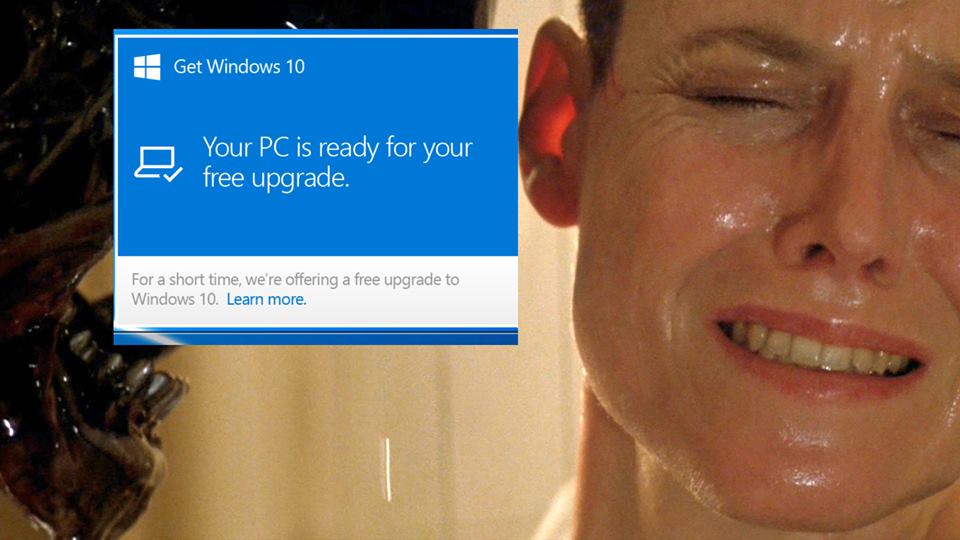 Get Windows 10
Your PC is ready for your
free upgrade.
For a short time, we're offering a free upgrade to
Windows 10. Learn more.